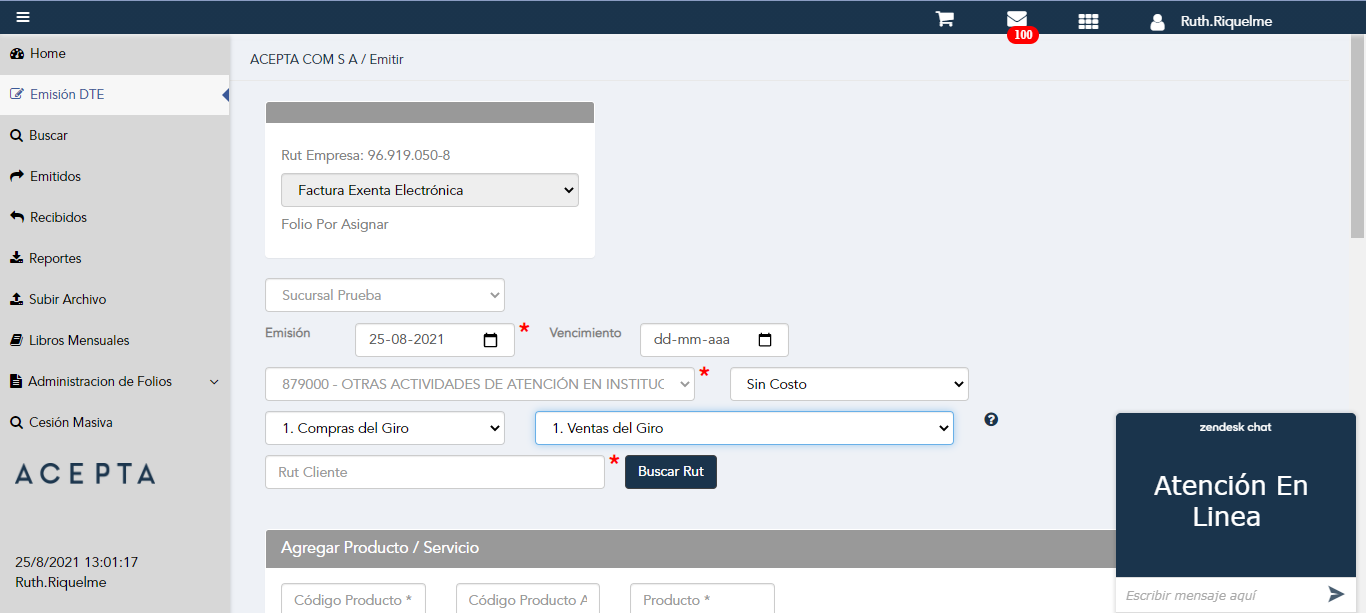 100
Ruth.Riquelme
Home
Emisión DTE
Buscar
Emitidos
Recibidos
Reportes
Subir Archivo
Libros Mensuales
Administracion de Folios
Cesión Masiva
ACEPTA
25/8/2021 13:01:17
Ruth.Riquelme
ACEPTA COM S A / Emitir
Rut Empresa: 96.919.050-8
Factura Exenta Electrónica
Folio Por Asignar
Sucursal Prueba
Emisión 25-08-2021 * Vencimiento dd-mm-aaa
879000 - OTRAS ACTIVIDADES DE ATENCIÓN EN INSTITUC * Sin Costo
1. Compras del Giro 1. Ventas del Giro ?
Rut Cliente * Buscar Rut
Agregar Producto / Servicio
Código Producto * Código Producto A Producto *
zendesk chat
Atención En
Linea
Escribir mensaje aquí